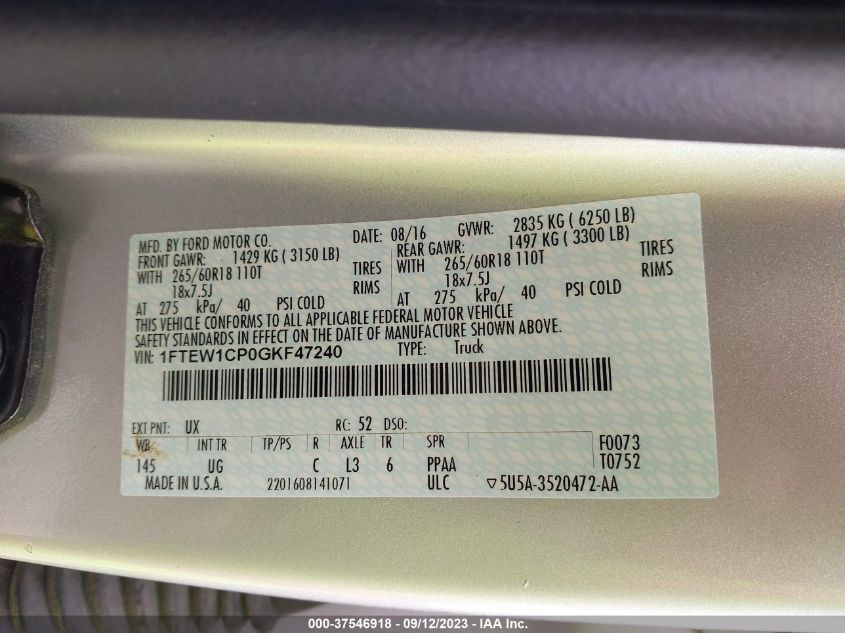 MFD. BY FORD MOTOR CO. DATE: 08/16 GVWR: 2835 KG ( 6250 LB)
FRONT GAWR: 1429 KG ( 3150 LB) REAR GAWR: 1497 KG ( 3300 LB)
WITH 265/60R18 110T TIRES WITH 265/60R18 110T TIRES
18x7.5J RIMS 18x7.5J RIMS
AT 275 kPa/ 40 PSI COLD AT 275 kPa/ 40 PSI COLD
THIS VEHICLE CONFORMS TO ALL APPLICABLE FEDERAL MOTOR VEHICLE
SAFETY STANDARDS IN EFFECT ON THE DATE OF MANUFACTURE SHOWN ABOVE.
VIN: 1FTEW1CP0GKF47240 TYPE: Truck
EXT PNT: UX RC: 52 DSO:
WB INT TR TP/PS R AXLE TR SPR F0073
145 UG C L3 6 PPAA T0752
MADE IN U.S.A. 2201608141071 ULC ▽5U5A-3520472-AA
000-37546918 - 09/12/2023 - IAA Inc.